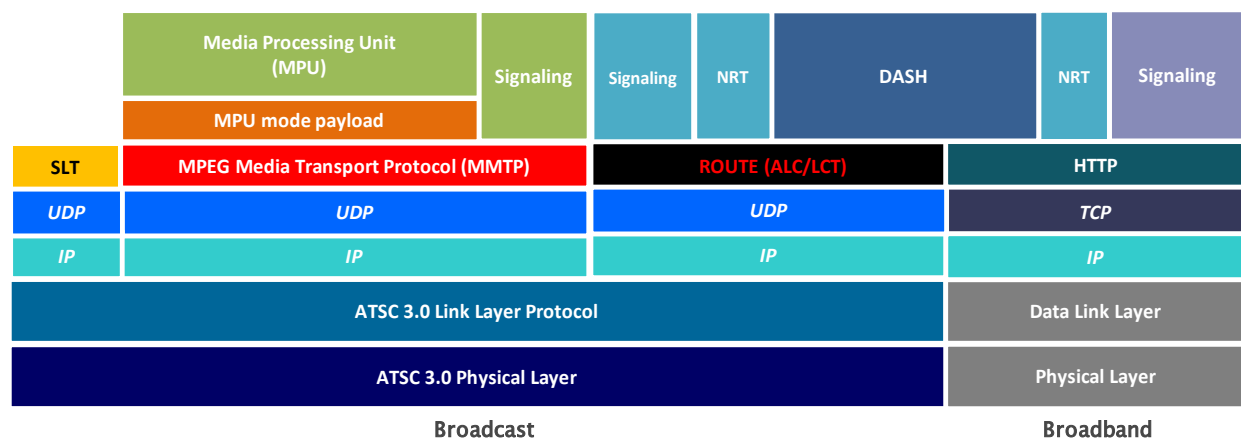 Media Processing Unit
(MPU)
Signaling
Signaling
NRT
DASH
NRT
Signaling
MPU mode payload
SLT
MPEG Media Transport Protocol (MMTP)
ROUTE (ALC/LCT)
HTTP
UDP
UDP
UDP
TCP
IP
IP
IP
IP
ATSC 3.0 Link Layer Protocol
Data Link Layer
ATSC 3.0 Physical Layer
Physical Layer
Broadcast
Broadband